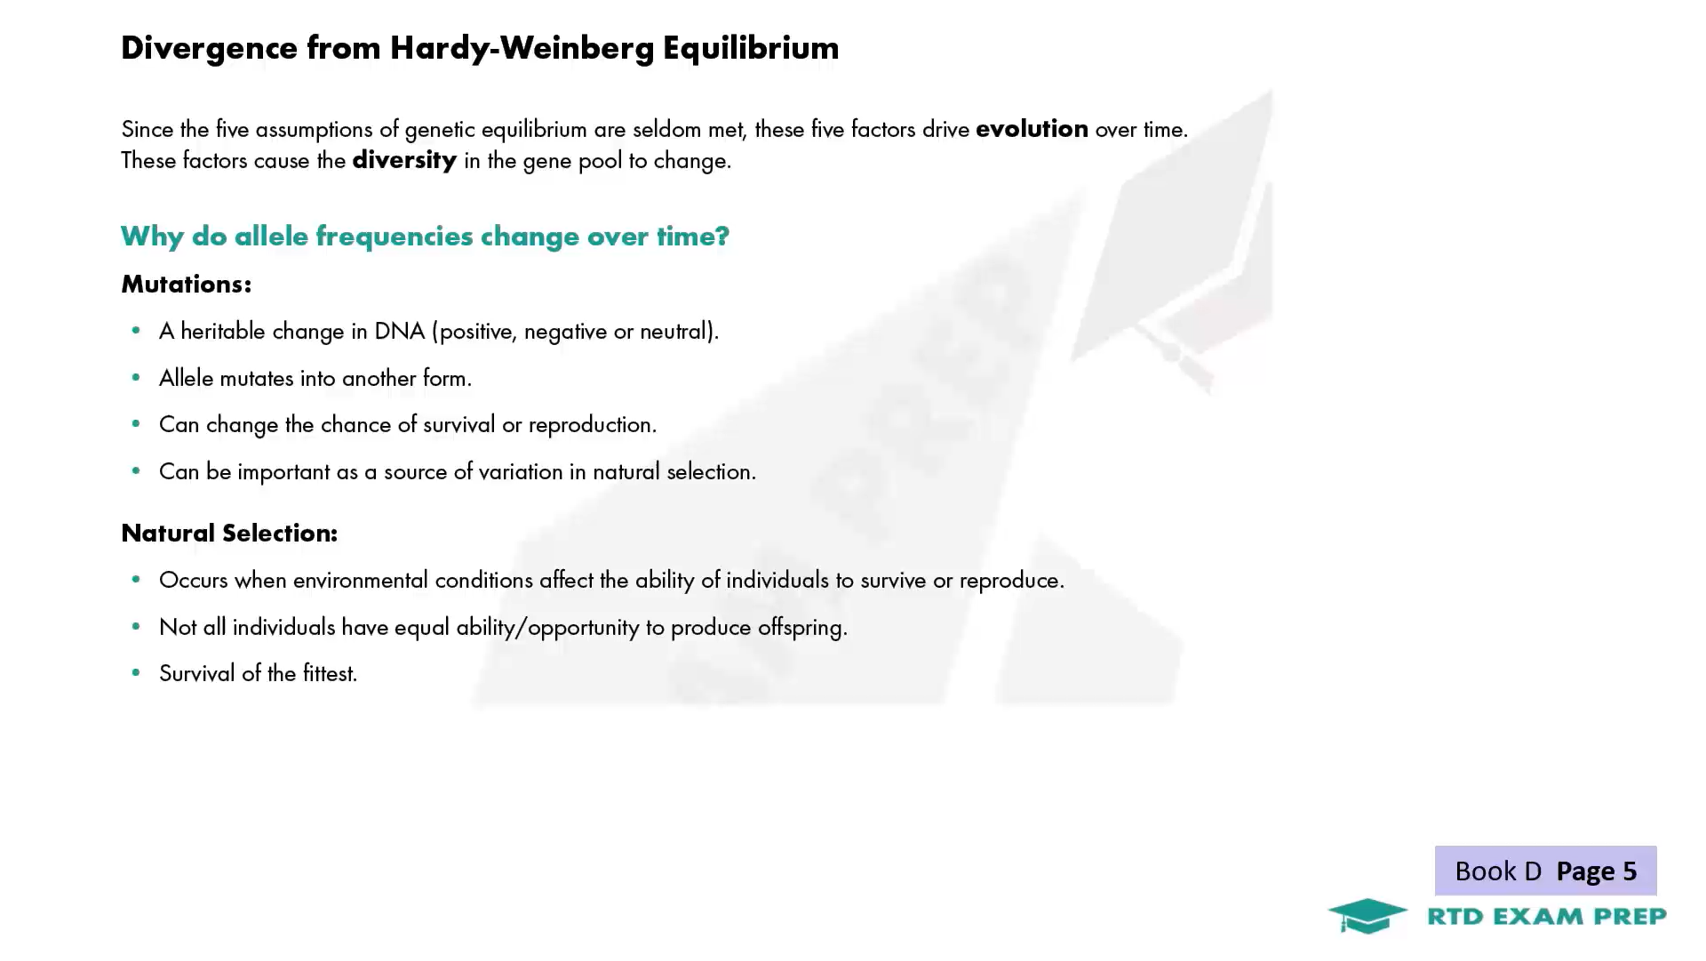 Divergence from Hardy-Weinberg Equilibrium
Since the five assumptions of genetic equilibrium are seldom met, these five factors drive evolution over time.
These factors cause the diversity in the gene pool to change.
Why do allele frequencies change over time?
Mutations:
• A heritable change in DNA (positive, negative or neutral).
• Allele mutates into another form.
• Can change the chance of survival or reproduction.
• Can be important as a source of variation in natural selection.
Natural Selection:
• Occurs when environmental conditions affect the ability of individuals to survive or reproduce.
• Not all individuals have equal ability/opportunity to produce offspring.
• Survival of the fittest.
Book D Page 5
RTD EXAM PREP